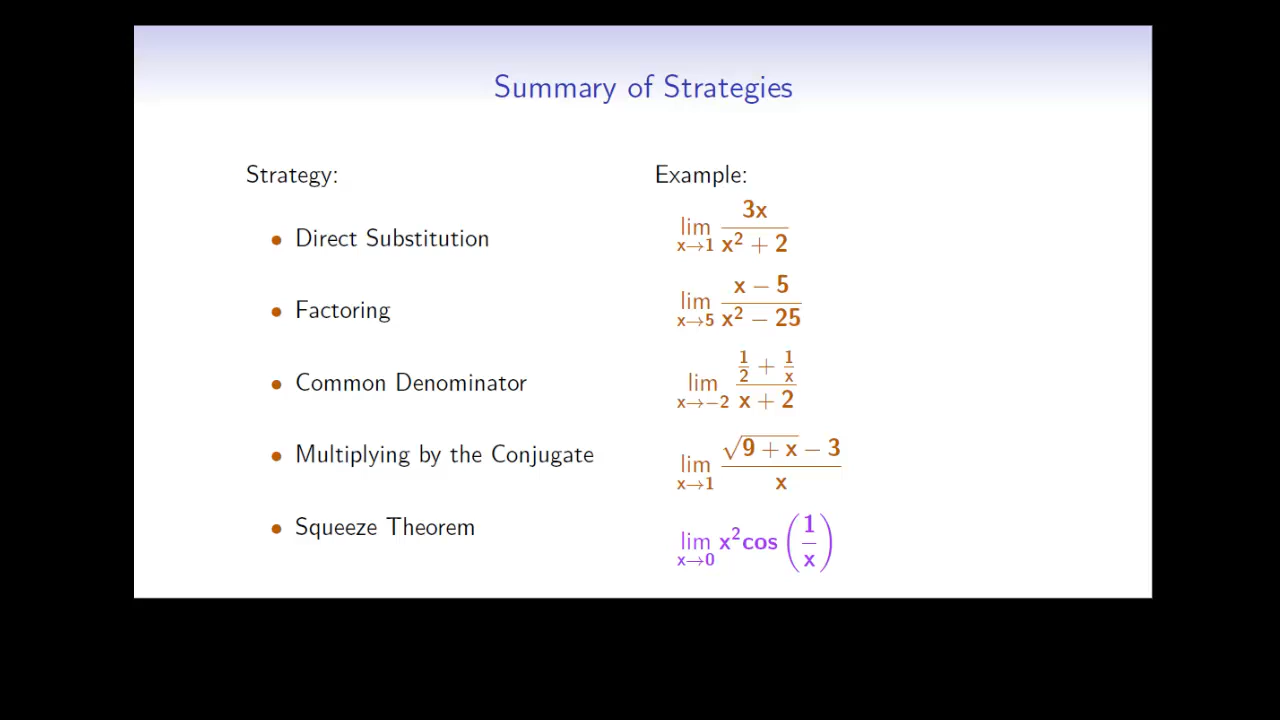 Summary of Strategies
Strategy: Example:
• Direct Substitution lim x→1 3x / (x² + 2)
• Factoring lim x→5 (x − 5) / (x² − 25)
• Common Denominator lim x→−2 (1/2 + 1/x) / (x + 2)
• Multiplying by the Conjugate lim x→1 (√(9 + x) − 3) / x
• Squeeze Theorem lim x→0 x² cos (1/x)